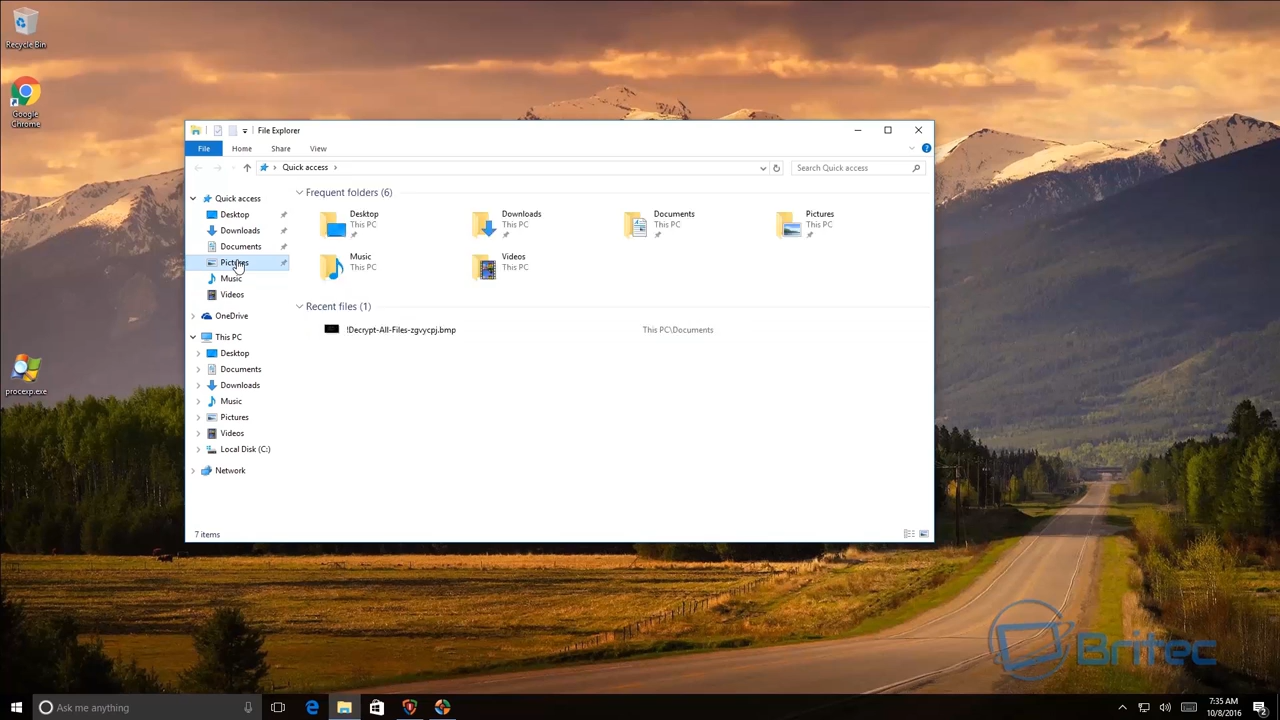 Recycle Bin
Google
Chrome
procexp.exe
File Explorer
File
Home
Share
View
Quick access
Search Quick access
Quick access
Desktop
Downloads
Documents
Pictures
Music
Videos
OneDrive
This PC
Desktop
Documents
Downloads
Music
Pictures
Videos
Local Disk (C:)
Network
Frequent folders (6)
Desktop
This PC
Downloads
This PC
Documents
This PC
Pictures
This PC
Music
This PC
Videos
This PC
Recent files (1)
!Decrypt-All-Files-zgvycpj.bmp
This PC\Documents
7 items
Britec
Ask me anything
7:35 AM
10/8/2016
2